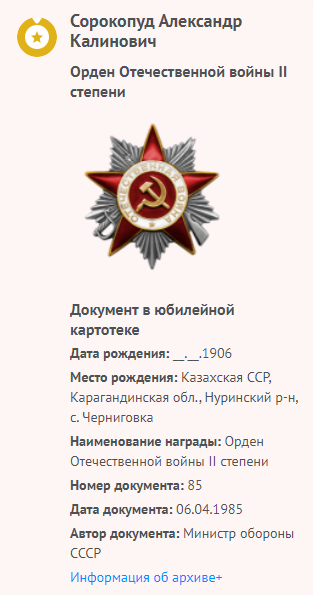 Сорокопуд Александр
Калинович
Орден Отечественной войны II
степени
ОТЕЧЕСТВЕННАЯ ВОЙНА
Документ в юбилейной
картотеке
Дата рождения: __.__.1906
Место рождения: Казахская ССР,
Карагандинская обл., Нуринский р-н,
с. Черниговка
Наименование награды: Орден
Отечественной войны II степени
Номер документа: 85
Дата документа: 06.04.1985
Автор документа: Министр обороны
СССР
Информация об архиве+